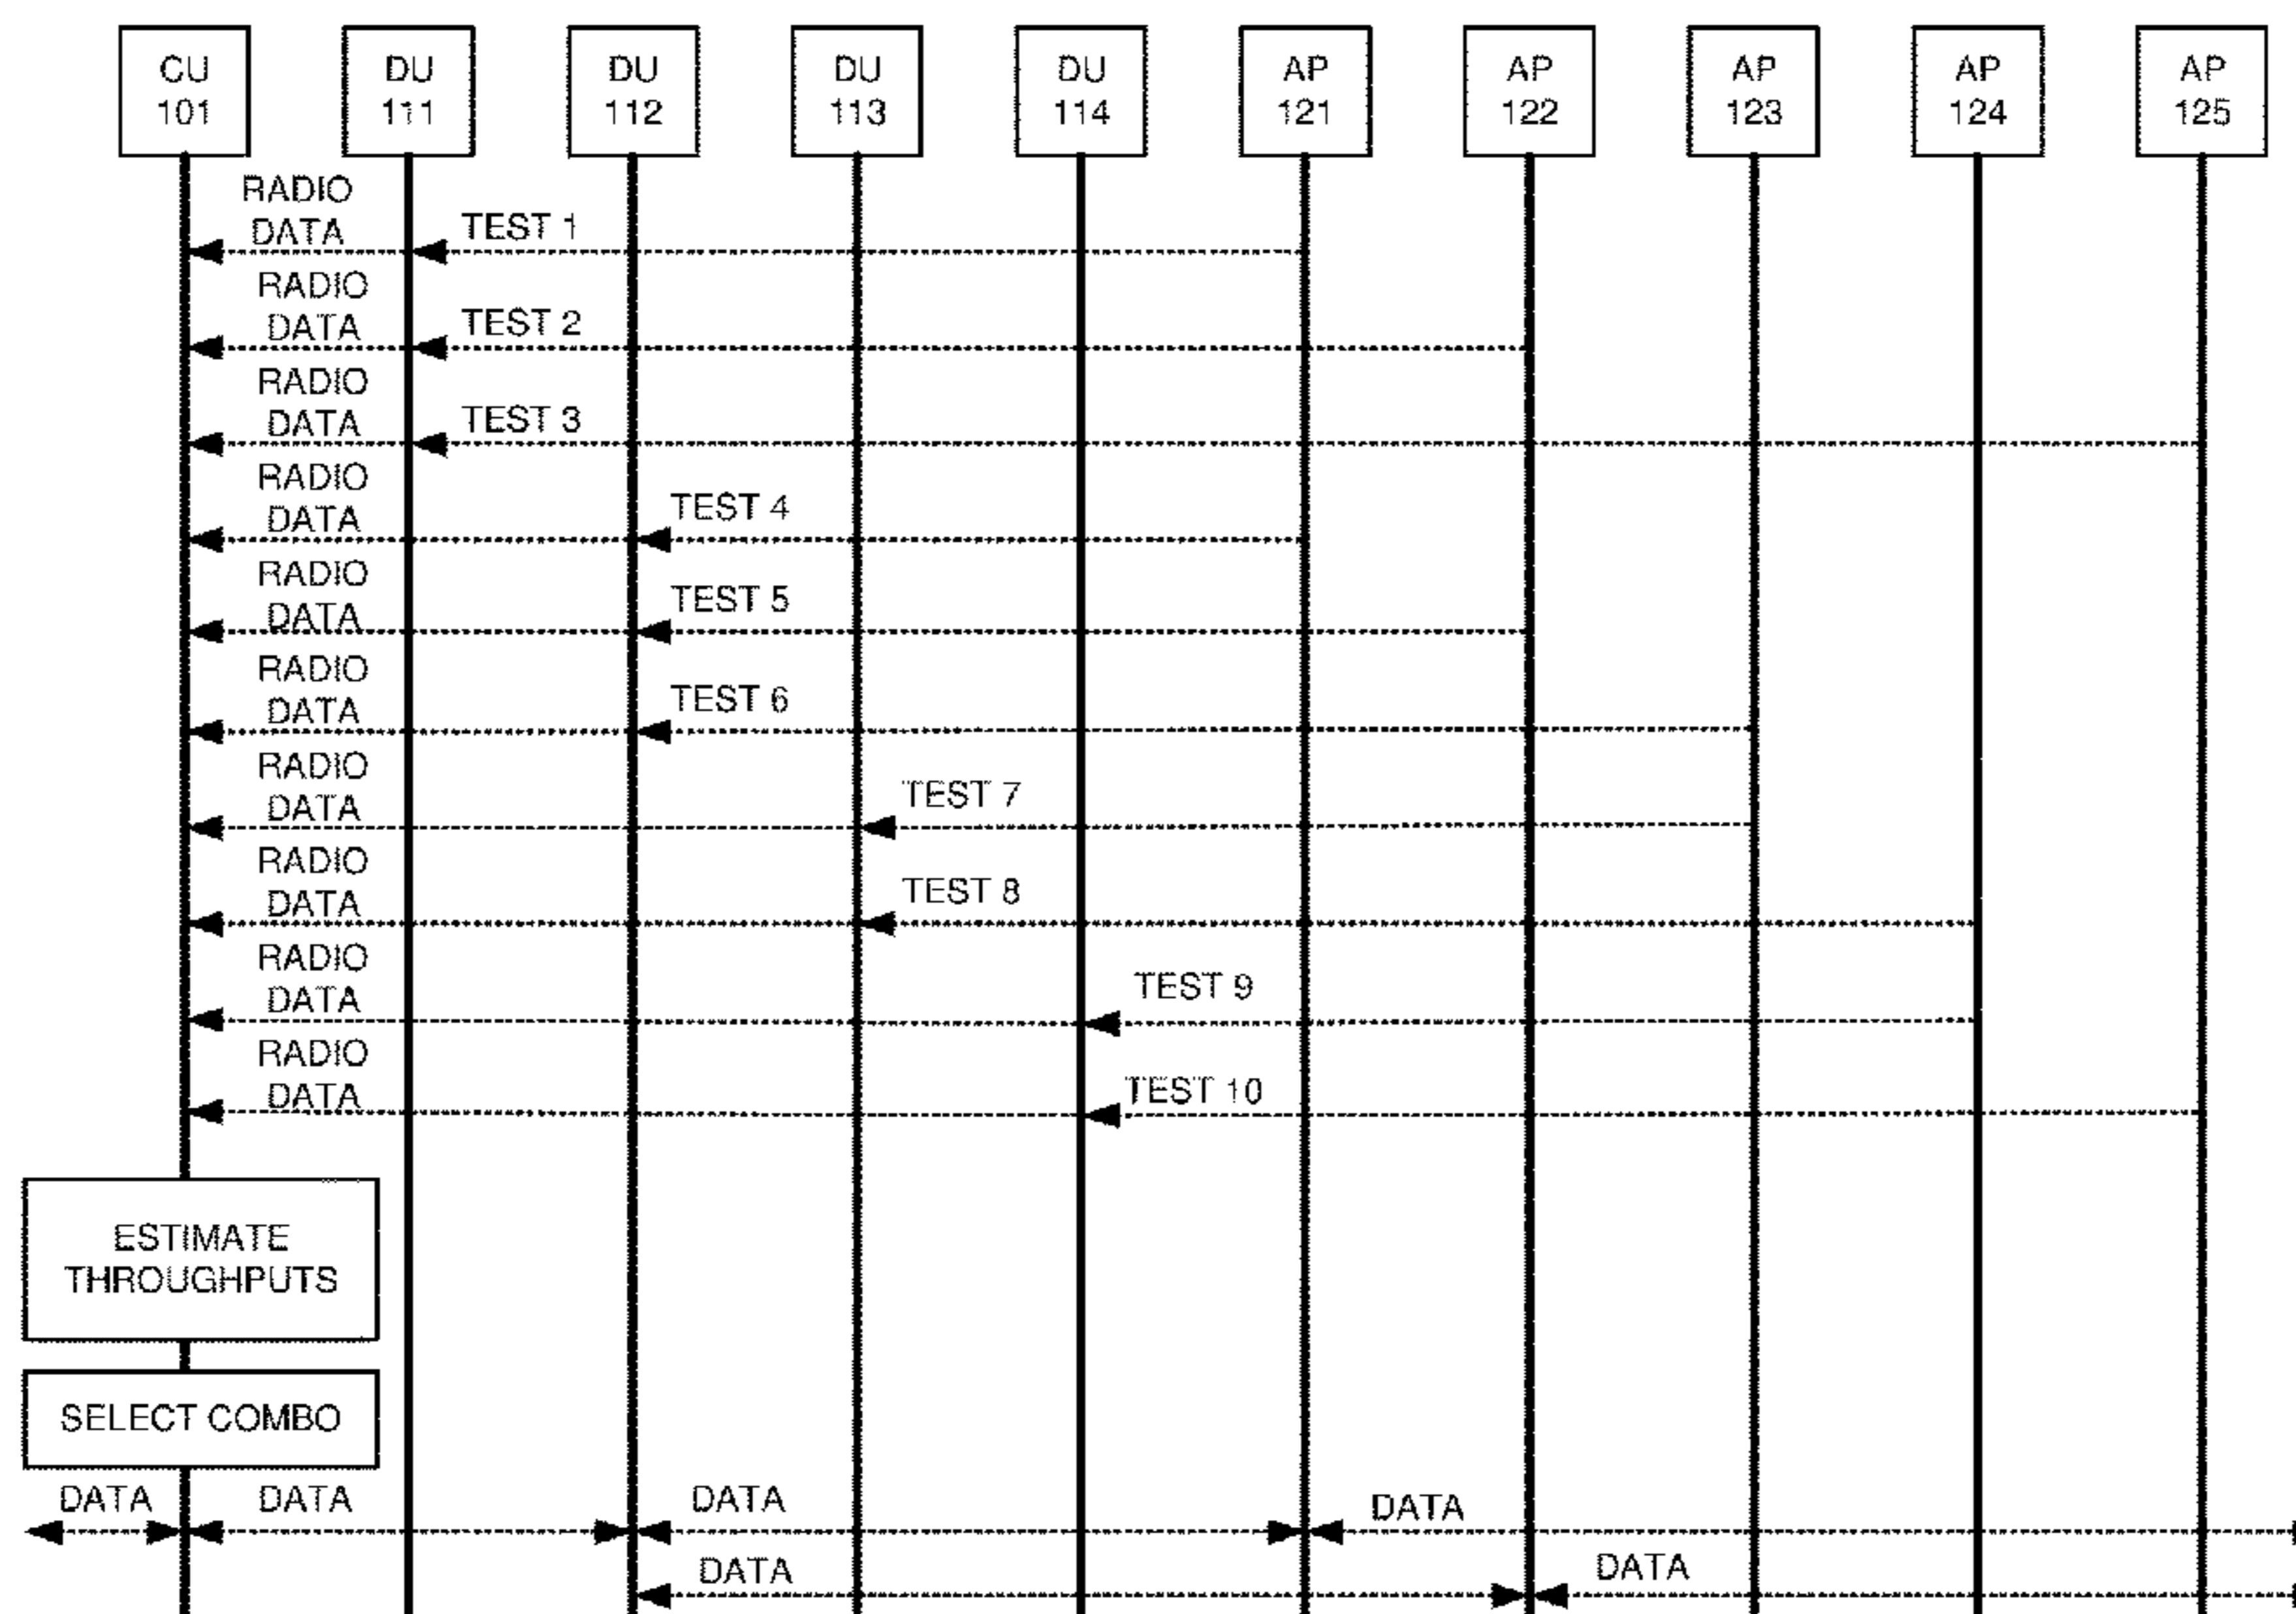 CU
101
DU
111
DU
112
DU
113
DU
114
AP
121
AP
122
AP
123
AP
124
AP
125
RADIO
DATA
TEST 1
RADIO
DATA
TEST 2
RADIO
DATA
TEST 3
RADIO
DATA
TEST 4
RADIO
DATA
TEST 5
RADIO
DATA
TEST 6
RADIO
DATA
TEST 7
RADIO
DATA
TEST 8
RADIO
DATA
TEST 9
RADIO
DATA
TEST 10
ESTIMATE
THROUGHPUTS
SELECT COMBO
DATA
DATA
DATA
DATA
DATA
DATA